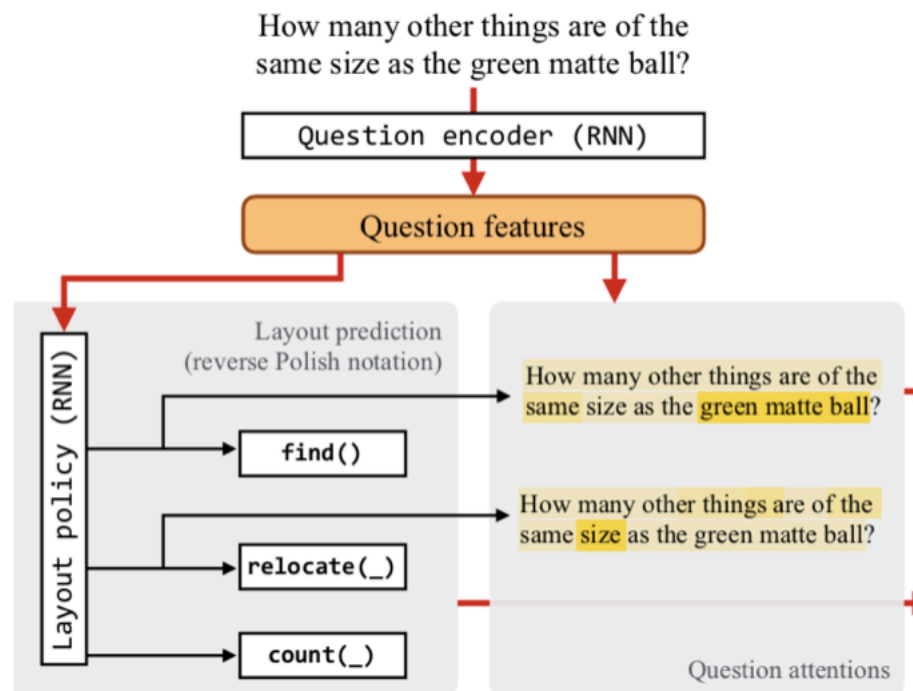 How many other things are of the
same size as the green matte ball?
Question encoder (RNN)
Question features
Layout policy (RNN)
Layout prediction
(reverse Polish notation)
find()
relocate(_)
count(_)
How many other things are of the
same size as the green matte ball?
How many other things are of the
same size as the green matte ball?
Question attentions